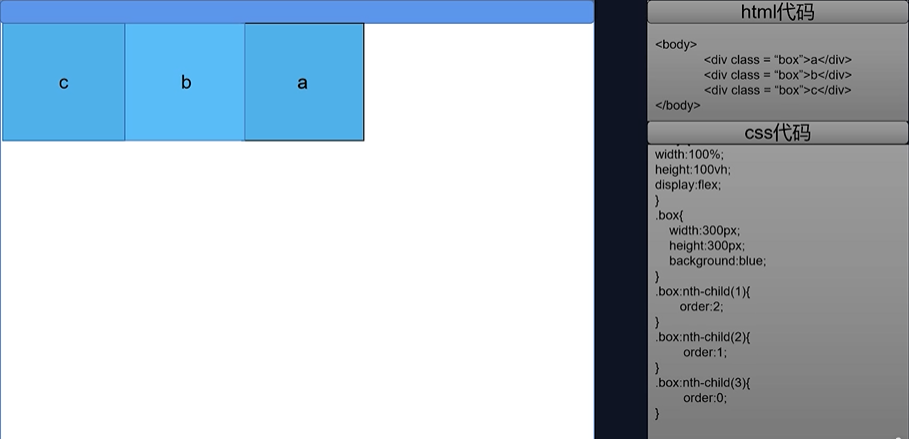 c b a
html代码
<body>
<div class = “box”>a</div>
<div class = “box”>b</div>
<div class = “box”>c</div>
</body>
css代码
width:100%;
height:100vh;
display:flex;
}
.box{
width:300px;
height:300px;
background:blue;
}
.box:nth-child(1){
order:2;
}
.box:nth-child(2){
order:1;
}
.box:nth-child(3){
order:0;
}